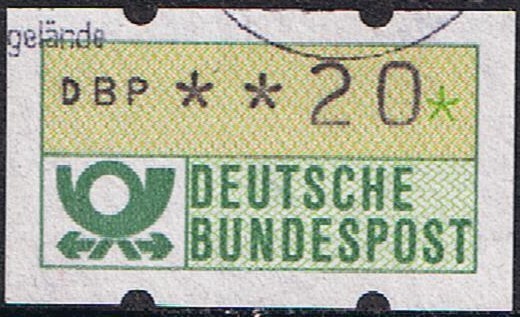 gelände
DBP * * 20*
DEUTSCHE
BUNDESPOST